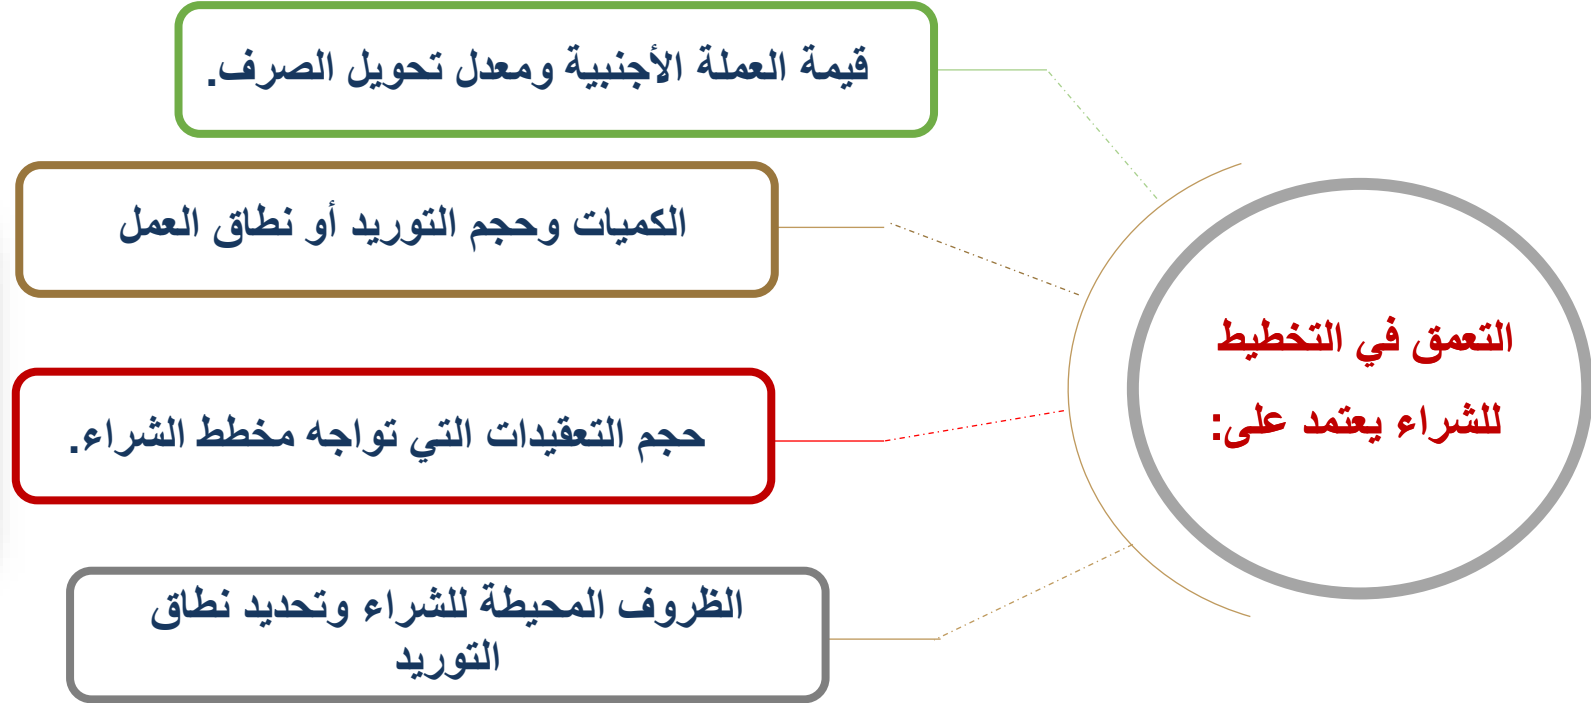 التعمق في التخطيط
للشراء يعتمد على:
قيمة العملة الأجنبية ومعدل تحويل الصرف.
الكميات وحجم التوريد أو نطاق العمل
حجم التعقيدات التي تواجه مخطط الشراء.
الظروف المحيطة للشراء وتحديد نطاق
التوريد